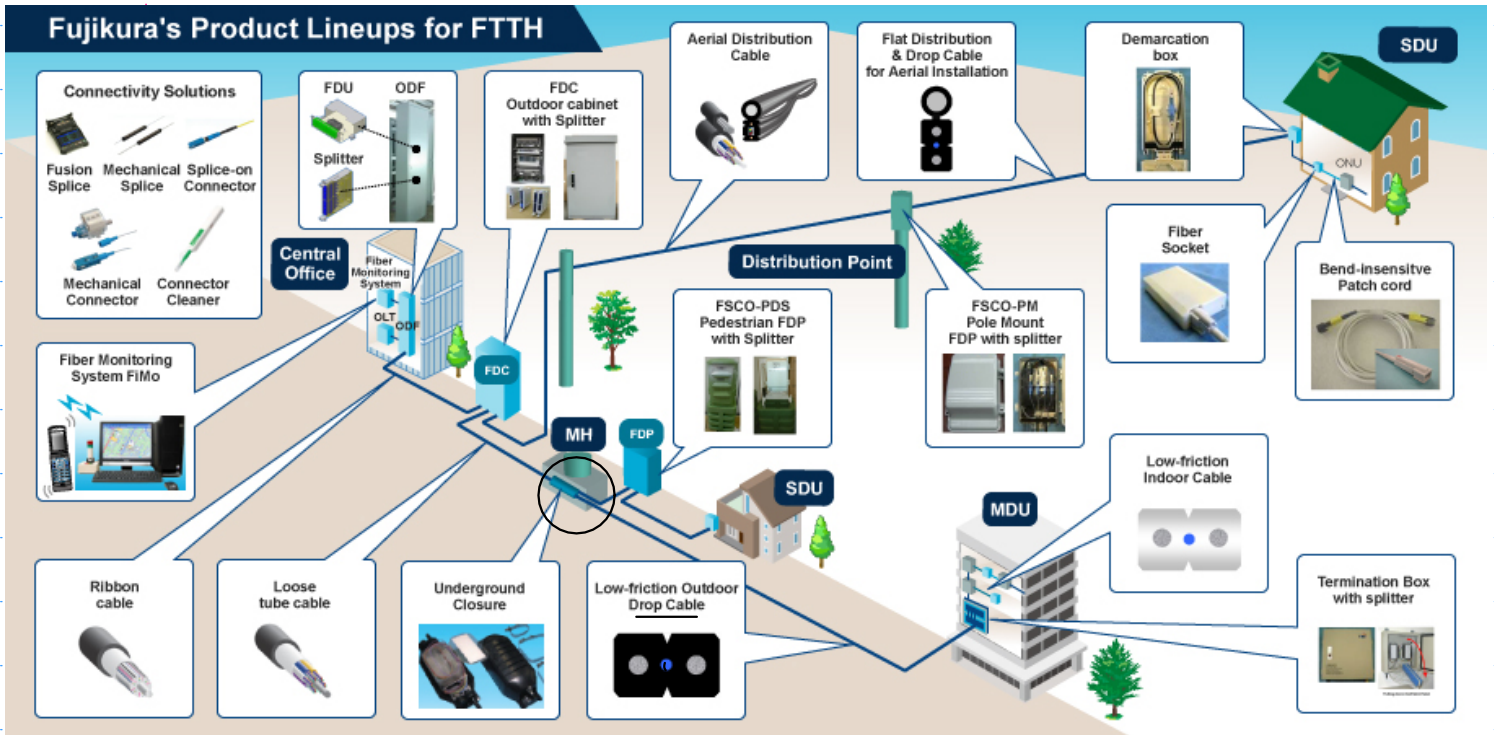 Fujikura's Product Lineups for FTTH
Connectivity Solutions
Fusion
Splice
Mechanical
Splice
Splice-on
Connector
Mechanical
Connector
Connector
Cleaner
FDU
ODF
Splitter
FDC
Outdoor cabinet
with Splitter
Aerial Distribution
Cable
Flat Distribution
& Drop Cable
for Aerial Installation
Demarcation
box
SDU
ONU
Central
Office
Fiber
Monitoring
System
OLT
ODF
Fiber Monitoring
System FiMo
FDC
Distribution Point
FSCO-PDS
Pedestrian FDP
with Splitter
FSCO-PM
Pole Mount
FDP with splitter
Fiber
Socket
Bend-insensitve
Patch cord
MH
FDP
SDU
MDU
Low-friction
Indoor Cable
Ribbon
cable
Loose
tube cable
Underground
Closure
Low-friction Outdoor
Drop Cable
Termination Box
with splitter